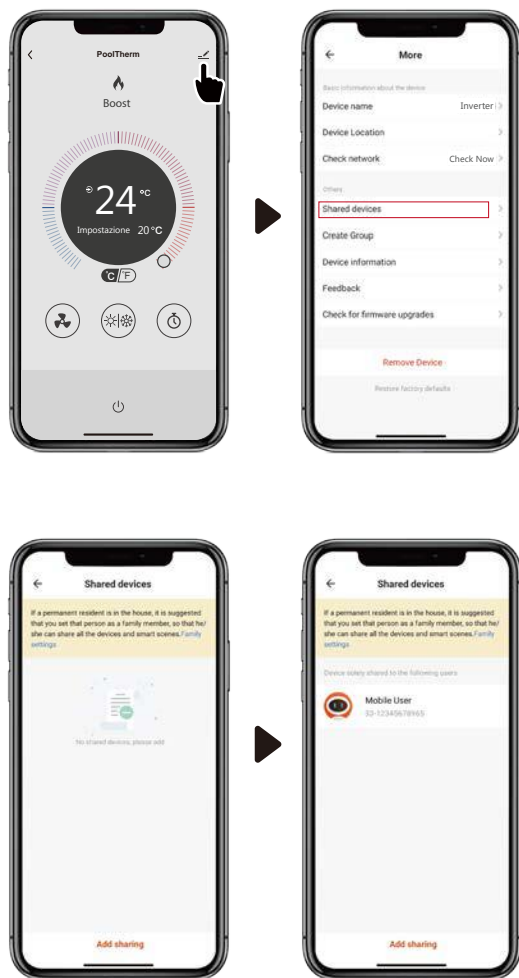 PoolTherm
Boost
24 °C
Impostazione 20 °C
°C/°F
More
Basic information about the device
Device name Inverter
Device Location
Check network Check Now
Others
Shared devices
Create Group
Device information
Feedback
Check for firmware upgrades
Remove Device
Restore factory defaults
Shared devices
If a permanent resident is in the house, it is suggested
that you set that person as a family member, so that he/
she can share all the devices and smart scenes.Family
settings
No shared devices, please add
Add sharing
Shared devices
If a permanent resident is in the house, it is suggested
that you set that person as a family member, so that he/
she can share all the devices and smart scenes.Family
settings
Device solely shared to the following users
Mobile User
33-12345678965
Add sharing